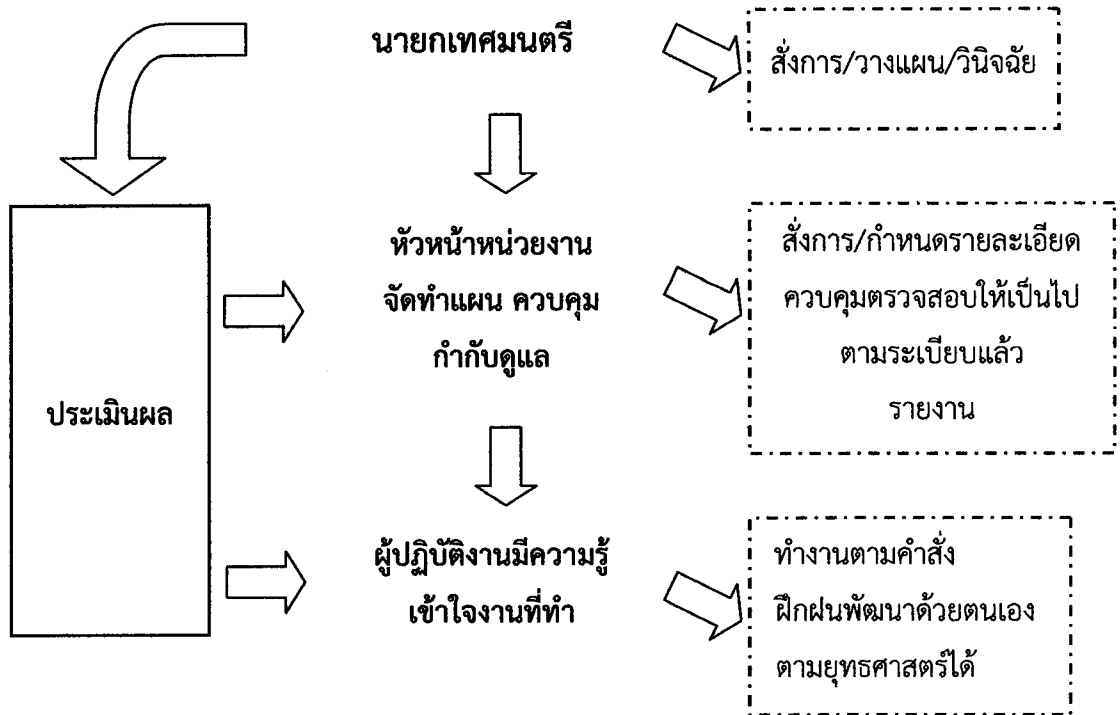 นายกเทศมนตรี
สั่งการ/วางแผน/วินิจฉัย
หัวหน้าหน่วยงาน
จัดทำแผน ควบคุม
กำกับดูแล
สั่งการ/กำหนดรายละเอียด
ควบคุมตรวจสอบให้เป็นไป
ตามระเบียบแล้ว
รายงาน
ประเมินผล
ผู้ปฏิบัติงานมีความรู้
เข้าใจงานที่ทำ
ทำงานตามคำสั่ง
ฝึกฝนพัฒนาด้วยตนเอง
ตามยุทธศาสตร์ได้